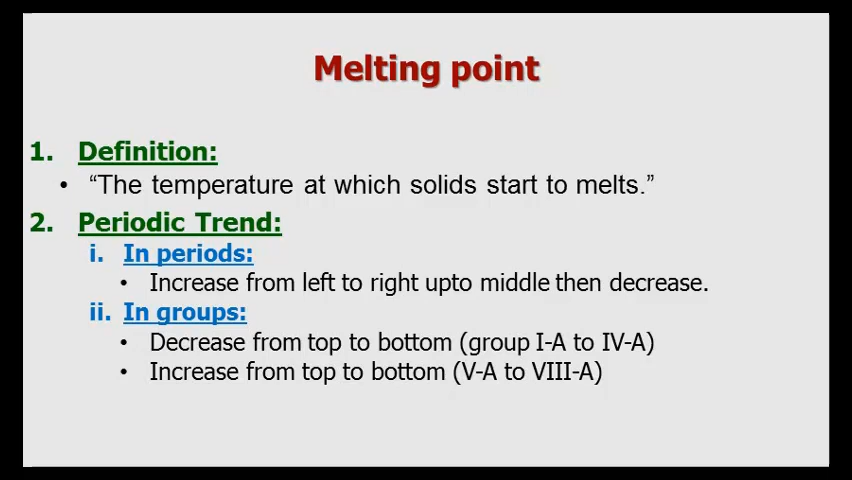 Melting point
1. Definition:
• “The temperature at which solids start to melts.”
2. Periodic Trend:
i. In periods:
• Increase from left to right upto middle then decrease.
ii. In groups:
• Decrease from top to bottom (group I-A to IV-A)
• Increase from top to bottom (V-A to VIII-A)